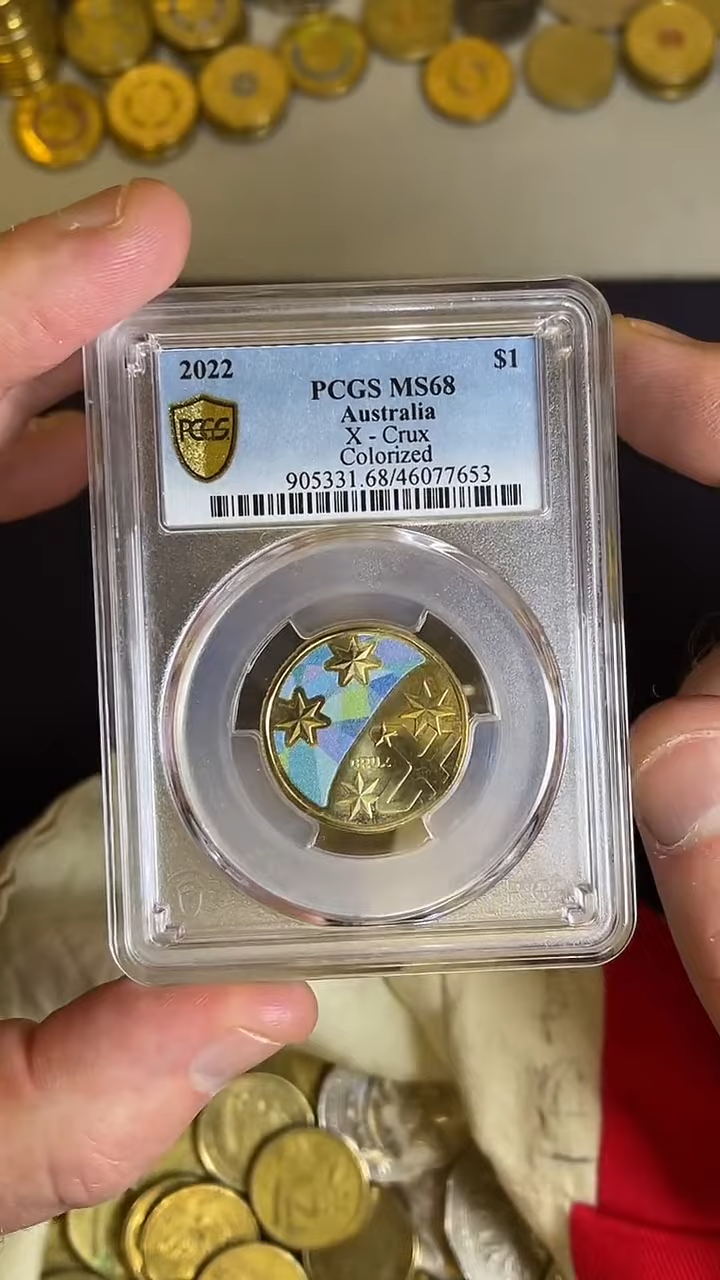 2022 $1
PCGS MS68
PCGS
Australia
X - Crux
Colorized
905331.68/46077653
CRUX
X